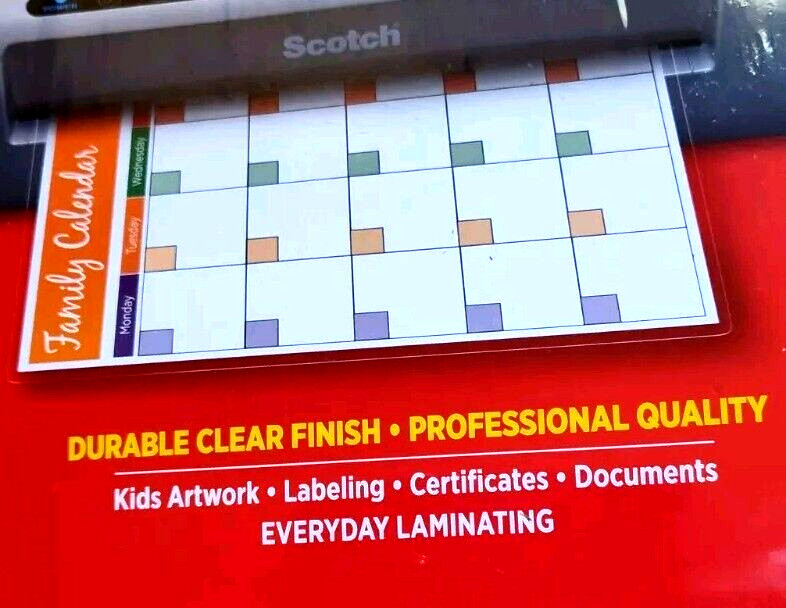 Scotch
Family Calendar
Wednesday
Tuesday
Monday
DURABLE CLEAR FINISH • PROFESSIONAL QUALITY
Kids Artwork • Labeling • Certificates • Documents
EVERYDAY LAMINATING